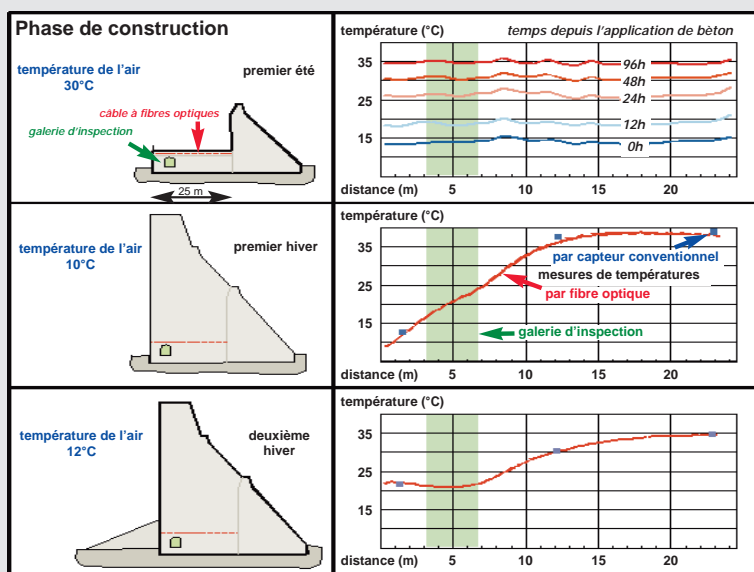 Phase de construction
température de l'air
30°C
premier été
câble à fibres optiques
galerie d'inspection
25 m
température (°C)
temps depuis l'application de bèton
35
25
15
96h
48h
24h
12h
0h
distance (m)
5
10
15
20
température de l'air
10°C
premier hiver
température (°C)
35
25
15
par capteur conventionnel
mesures de températures
par fibre optique
galerie d'inspection
distance (m)
5
10
15
20
température de l'air
12°C
deuxième
hiver
température (°C)
35
25
15
distance (m)
5
10
15
20